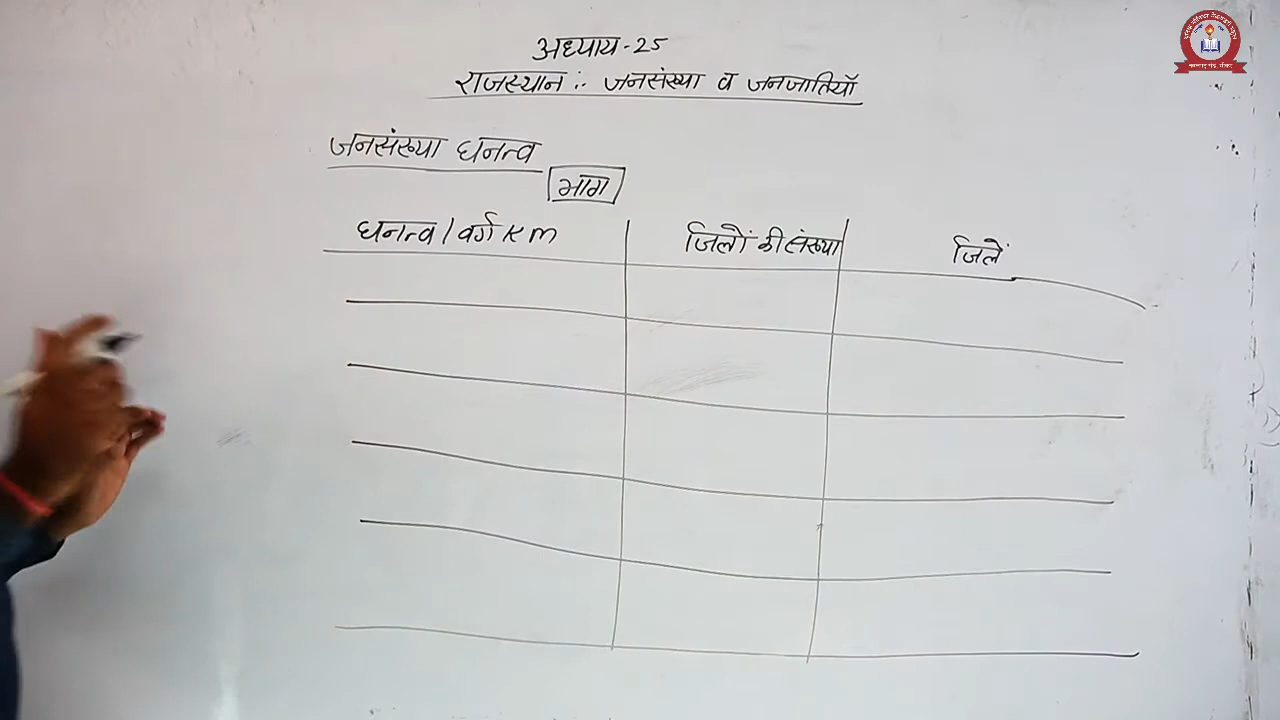 अध्याय-25
राजस्थान :- जनसंख्या व जनजातियाँ
जनसंख्या घनत्व
भाग
घनत्व / वर्ग Km
जिलों की संख्या
जिलें